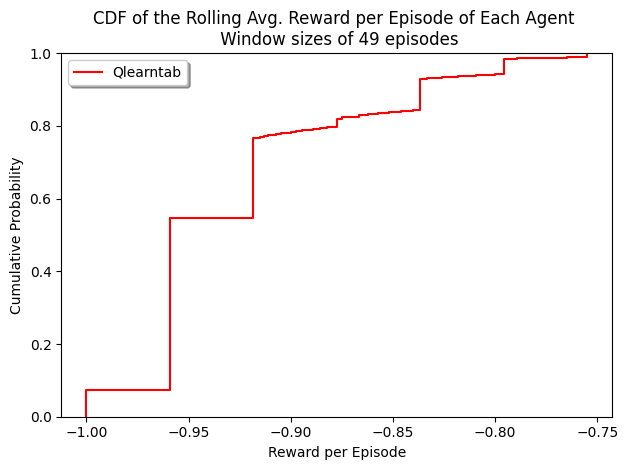 CDF of the Rolling Avg. Reward per Episode of Each Agent
Window sizes of 49 episodes
Qlearntab
Cumulative Probability
1.0
0.8
0.6
0.4
0.2
0.0
−1.00
−0.95
−0.90
−0.85
−0.80
−0.75
Reward per Episode